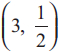 (3, 1/2)